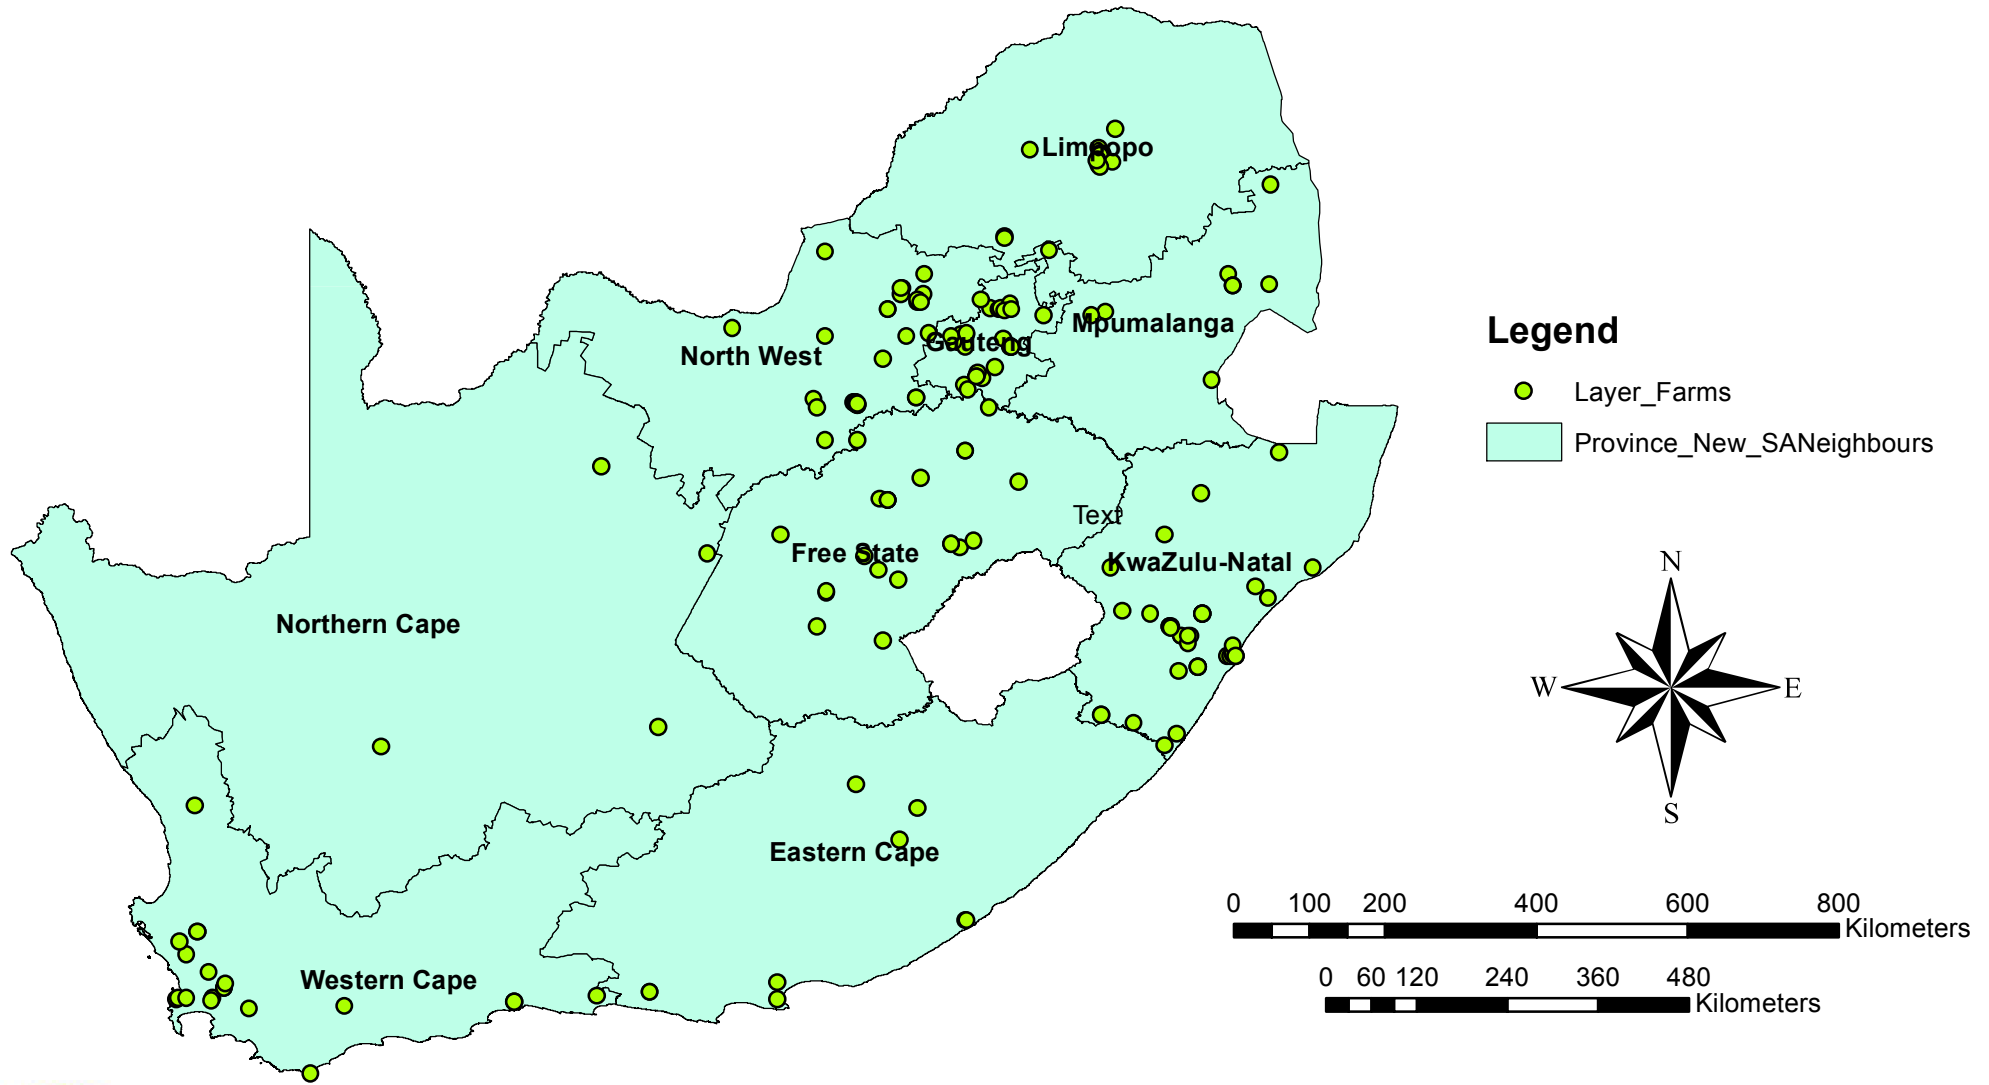 Limpopo
Legend
Layer_Farms
Province_New_SANeighbours
Mpumalanga
Gauteng
North West
Text
Free State
KwaZulu-Natal
Northern Cape
N
W
E
S
Eastern Cape
Western Cape
0 100 200 400 600 800
Kilometers
0 60 120 240 360 480
Kilometers